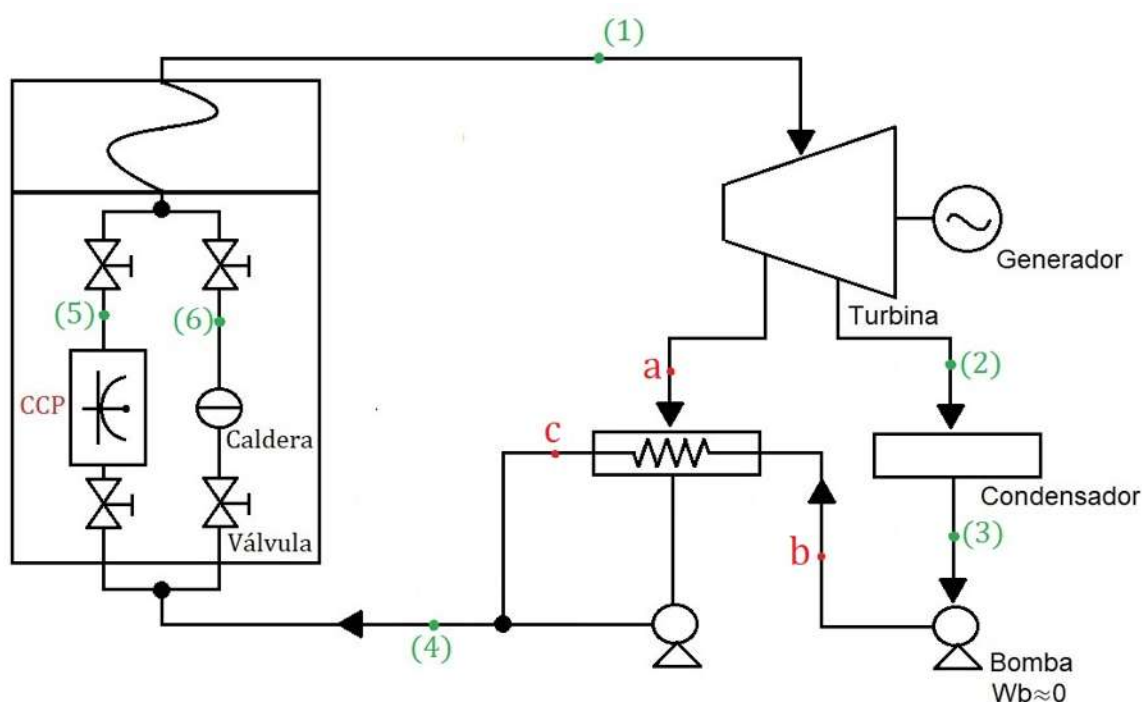 (1)
Generador
(5)
(6)
Turbina
a
(2)
CCP
Caldera
c
Condensador
Válvula
b
(3)
(4)
Bomba
Wb≈0